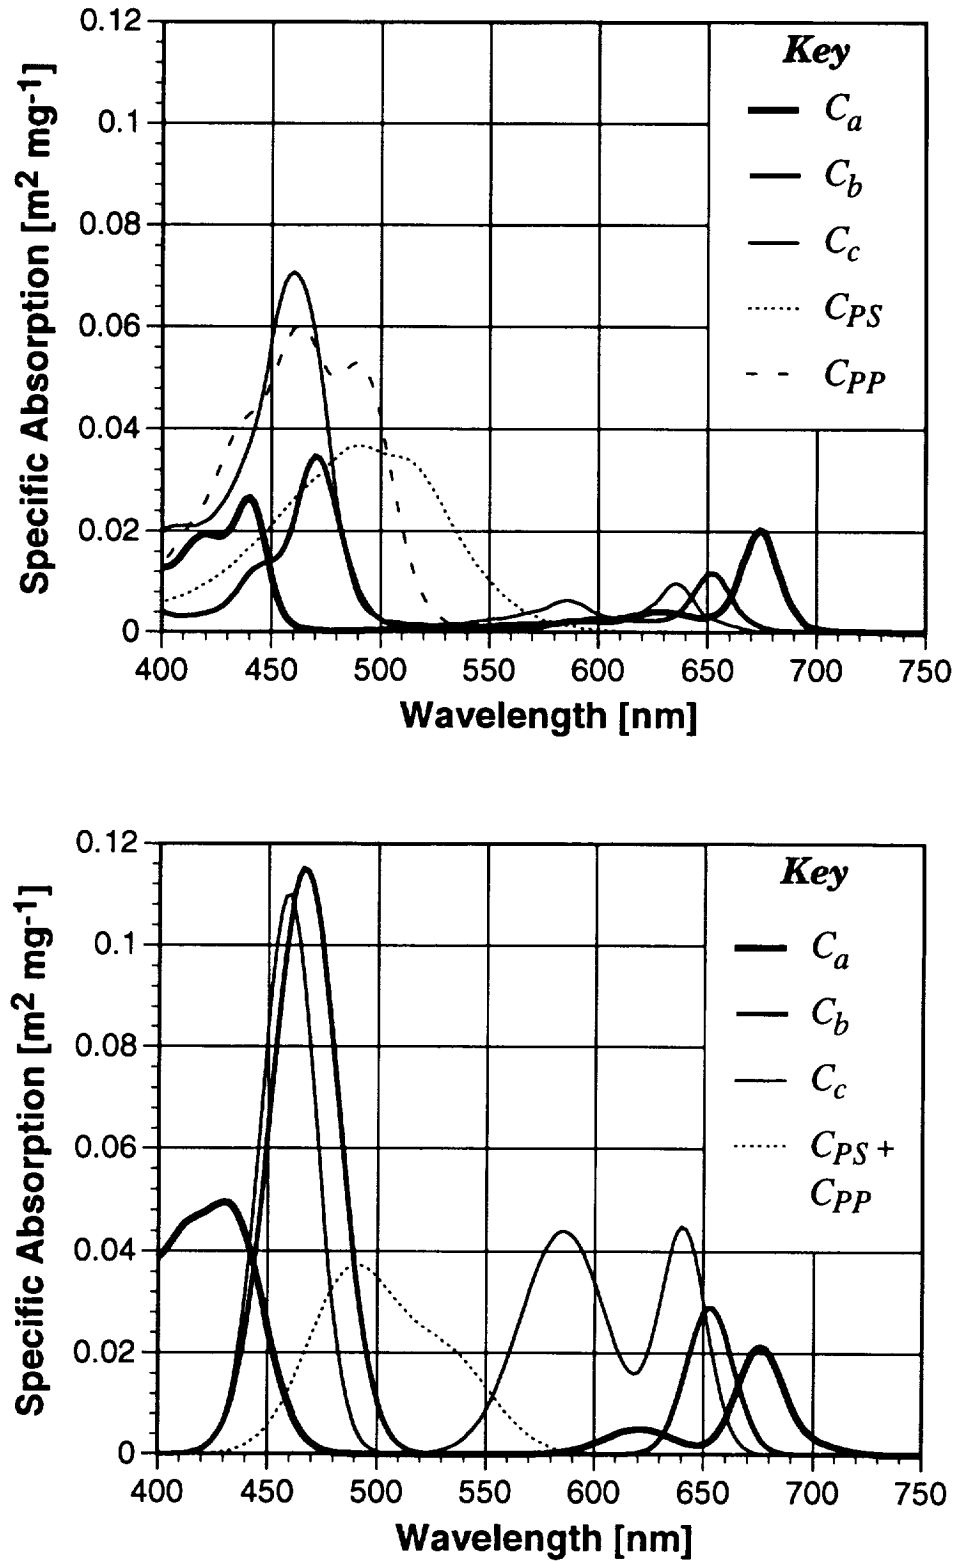 0.12
0.1
0.08
0.06
0.04
0.02
0
Specific Absorption [m² mg⁻¹]
400 450 500 550 600 650 700 750
Wavelength [nm]
Key
Cₐ
C_b
C_c
C_PS
C_PP
0.12
0.1
0.08
0.06
0.04
0.02
0
Specific Absorption [m² mg⁻¹]
400 450 500 550 600 650 700 750
Wavelength [nm]
Key
Cₐ
C_b
C_c
C_PS +
C_PP